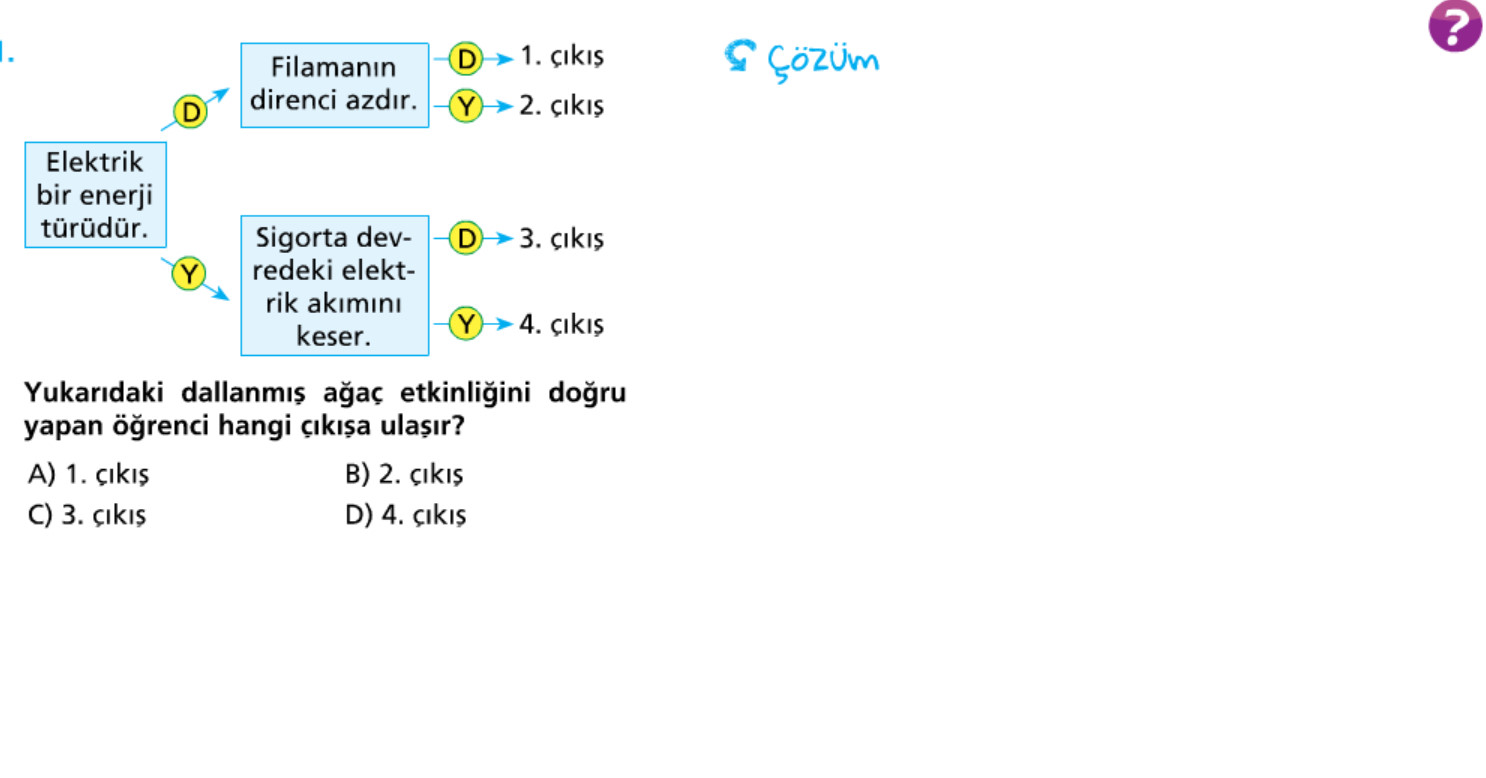 1.
Filamanın
direnci azdır.
D
1. çıkış
Y
2. çıkış
D
Elektrik
bir enerji
türüdür.
Y
Sigorta dev-
redeki elekt-
rik akımını
keser.
D
3. çıkış
Y
4. çıkış
Yukarıdaki dallanmış ağaç etkinliğini doğru
yapan öğrenci hangi çıkışa ulaşır?
A) 1. çıkış
B) 2. çıkış
C) 3. çıkış
D) 4. çıkış
Çözüm
?